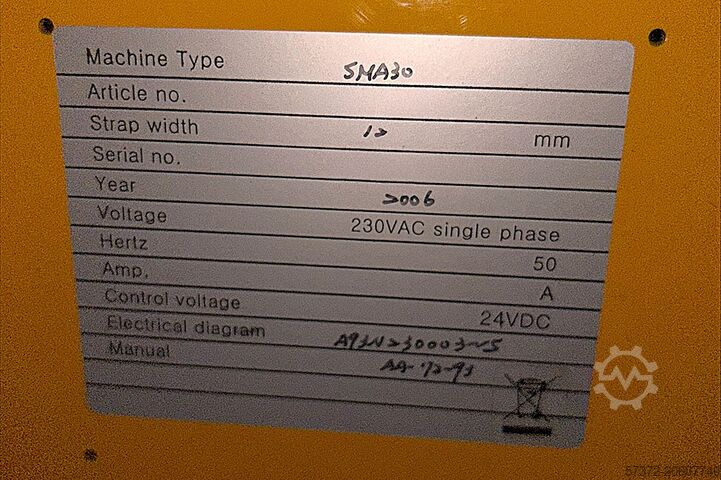 Machine Type SMA30
Article no.
Strap width 12 mm
Serial no.
Year 2006
Voltage 230VAC single phase
Hertz 50
Amp. A
Control voltage 24VDC
Electrical diagram
Manual